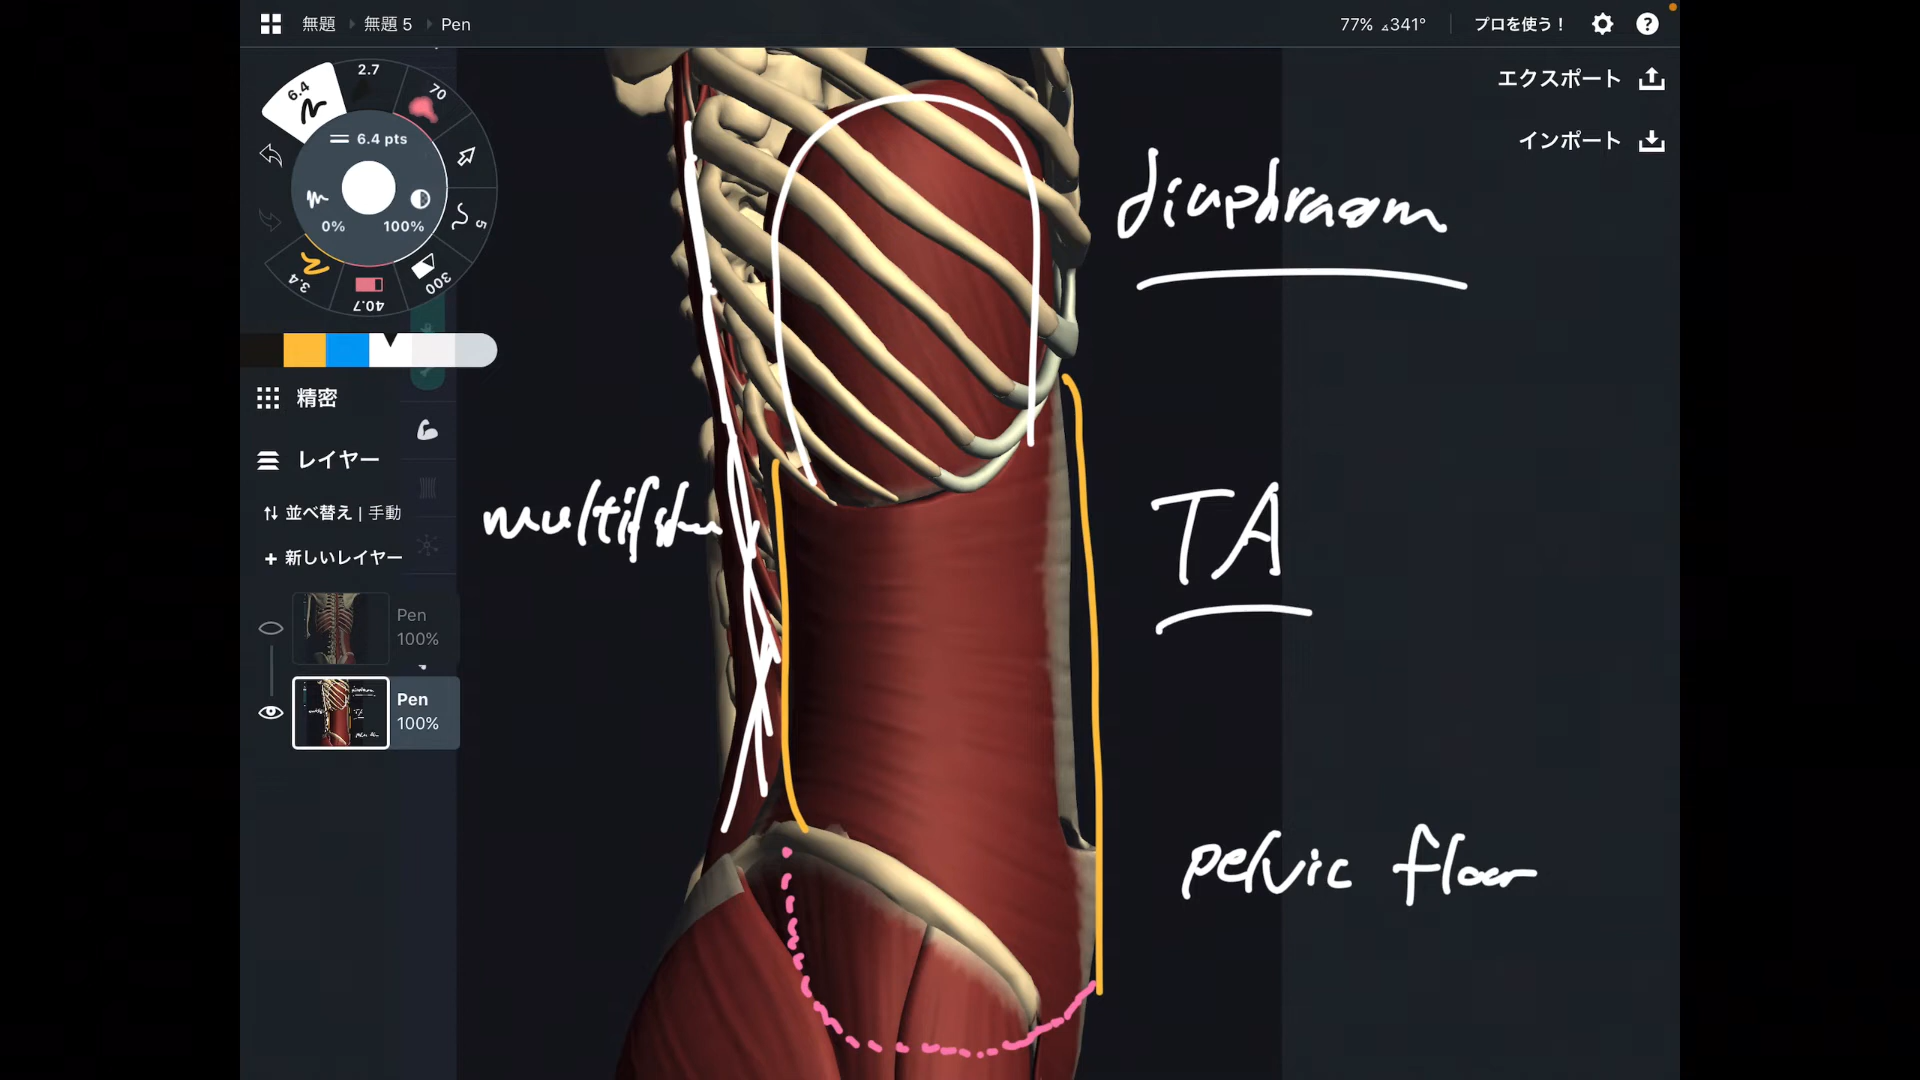 無題 無題 5 Pen
77% ⊿341°
プロを使う!
エクスポート
インポート
2.7
6.4
70
6.4 pts
0%
100%
5
3.4
40.7
300
精密
レイヤー
並べ替え | 手動
+ 新しいレイヤー
Pen
100%
Pen
100%
diaphragm
TA
pelvic floor